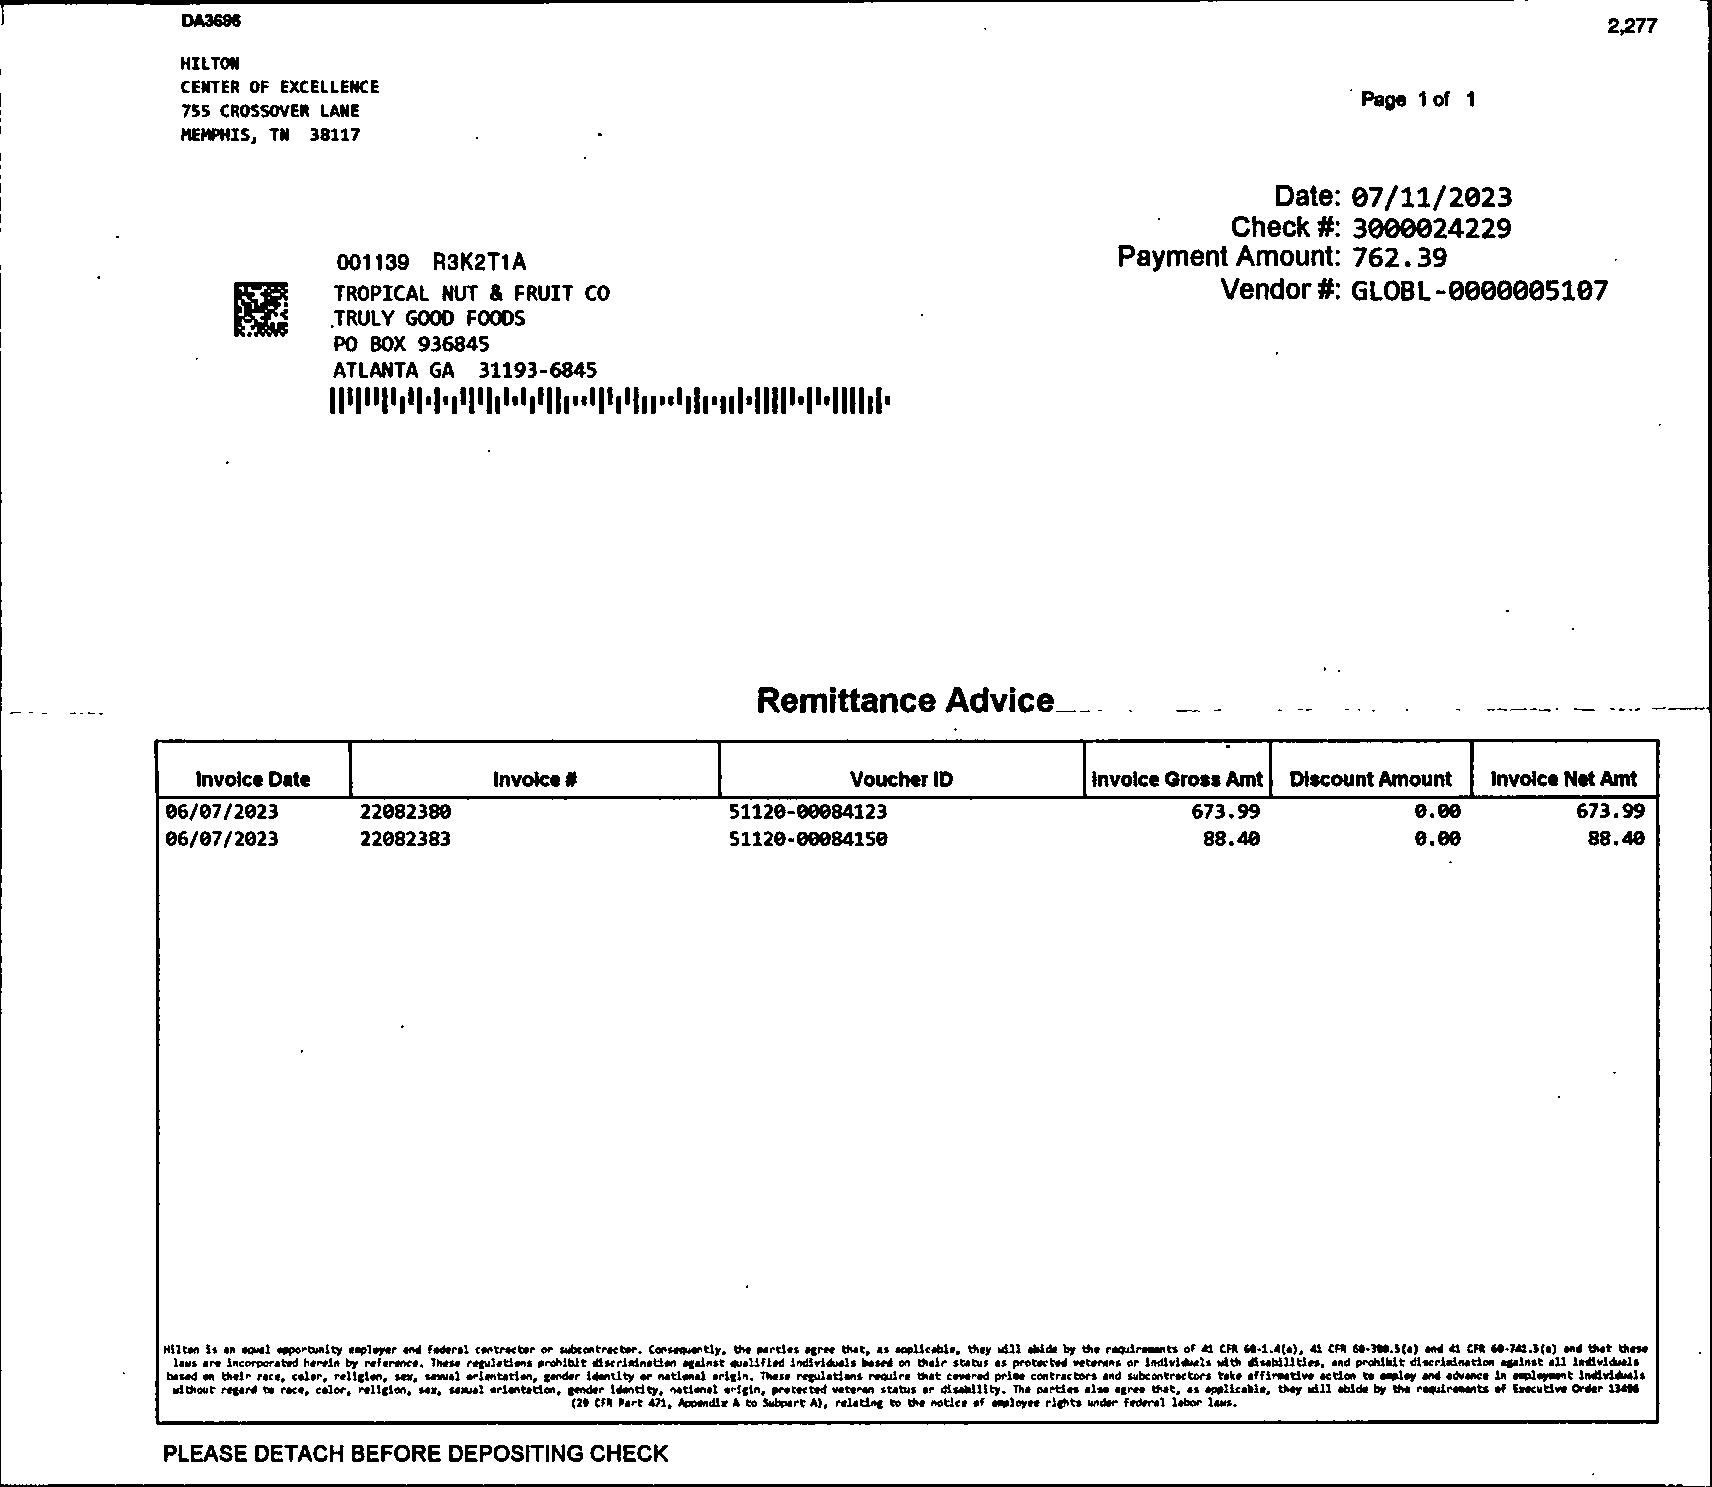 DA3696
2,277
HILTON
CENTER OF EXCELLENCE
755 CROSSOVER LANE
MEMPHIS, TN 38117
Page 1 of 1
Date: 07/11/2023
Check #: 3000024229
Payment Amount: 762.39
Vendor #: GLOBL-0000005107
001139 R3K2T1A
TROPICAL NUT & FRUIT CO
TRULY GOOD FOODS
PO BOX 936845
ATLANTA GA 31193-6845
Remittance Advice
Invoice Date Invoice # Voucher ID Invoice Gross Amt Discount Amount Invoice Net Amt
06/07/2023 22082380 51120-00084123 673.99 0.00 673.99
06/07/2023 22082383 51120-00084150 88.40 0.00 88.40
Hilton is an equal opportunity employer and federal contractor or subcontractor. Consequently, the parties agree that, as applicable, they will abide by the requirements of 41 CFR 60-1.4(a), 41 CFR 60-300.5(a) and 41 CFR 60-741.5(a) and that these
laws are incorporated herein by reference. These regulations prohibit discrimination against qualified individuals based on their status as protected veterans or individuals with disabilities, and prohibit discrimination against all individuals
based on their race, color, religion, sex, sexual orientation, gender identity or national origin. These regulations require that covered prime contractors and subcontractors take affirmative action to employ and advance in employment individuals
without regard to race, color, religion, sex, sexual orientation, gender identity, national origin, protected veteran status or disability. The parties also agree that, as applicable, they will abide by the requirements of Executive Order 13496
(29 CFR Part 471, Appendix A to Subpart A), relating to the notice of employee rights under federal labor laws.
PLEASE DETACH BEFORE DEPOSITING CHECK